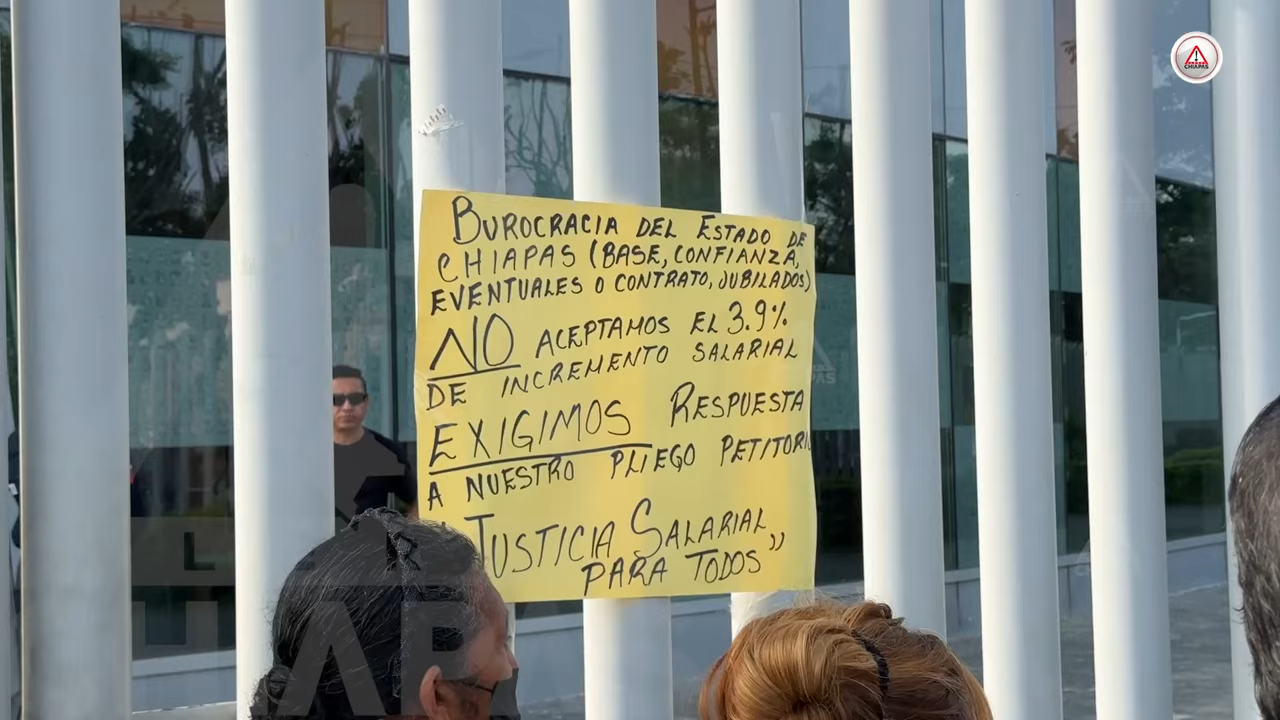 BUROCRACIA DEL ESTADO DE
CHIAPAS (BASE, CONFIANZA,
EVENTUALES O CONTRATO, JUBILADOS)
NO ACEPTAMOS EL 3.9%
DE INCREMENTO SALARIAL
EXIGIMOS RESPUESTA
A NUESTRO PLIEGO PETITORI
JUSTICIA SALARIAL
PARA TODOS”
CHIAPAS